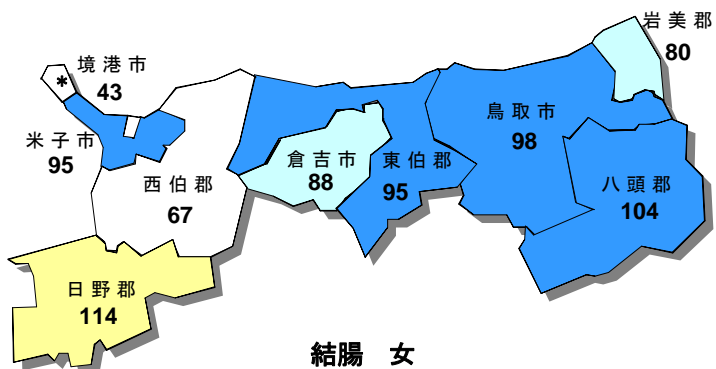 岩美郡
80
境港市
*
43
鳥取市
98
米子市
95
倉吉市
88
東伯郡
95
西伯郡
67
八頭郡
104
日野郡
114
結腸 女